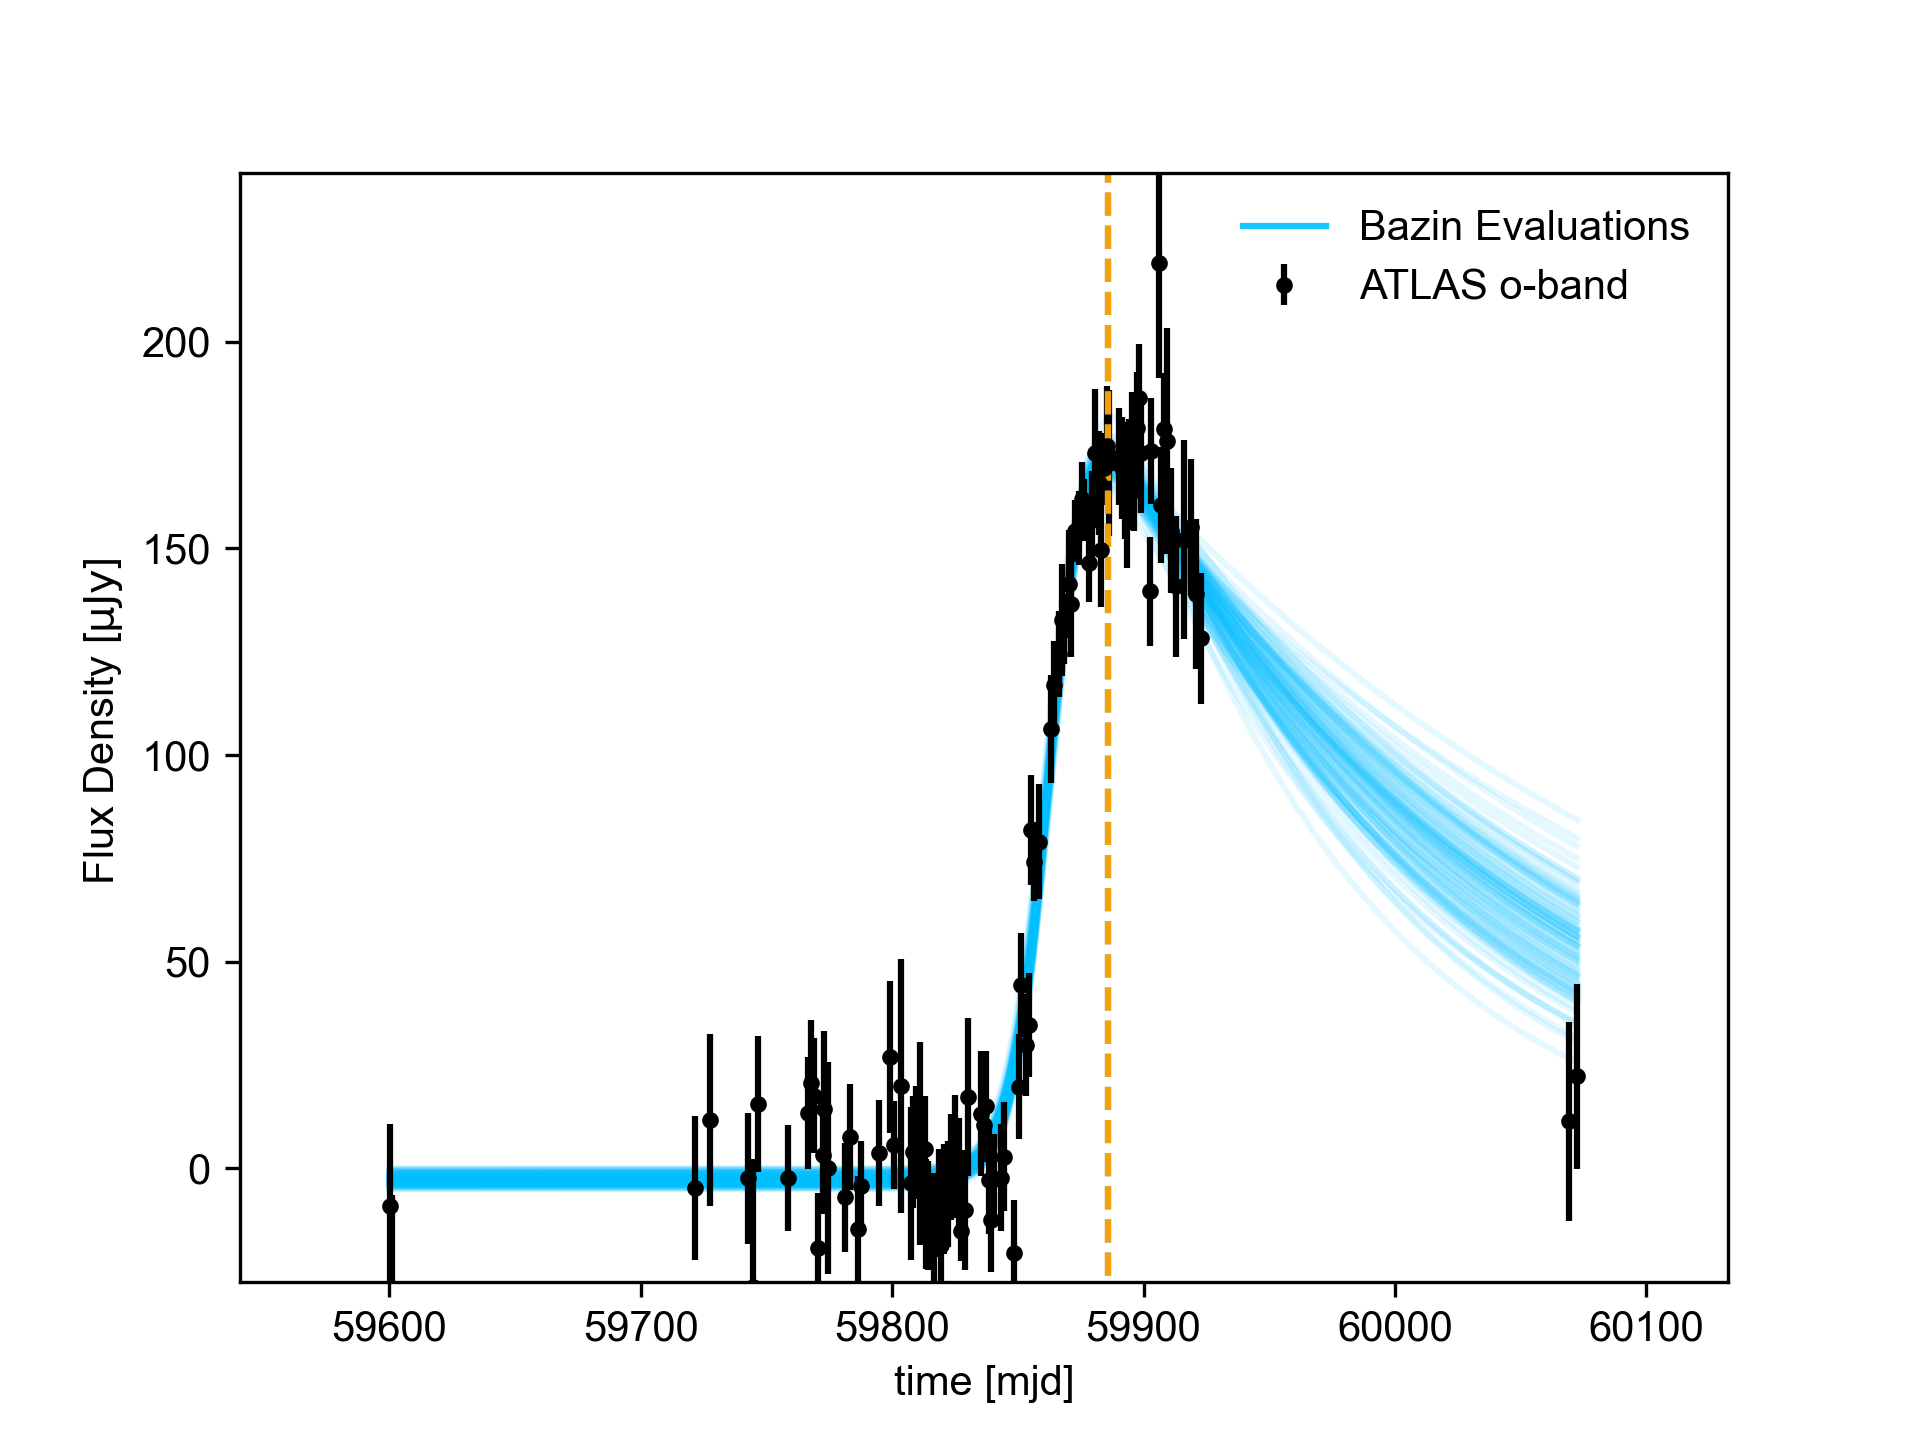 Bazin Evaluations
ATLAS o-band
200
150
100
50
0
Flux Density [µJy]
59600 59700 59800 59900 60000 60100
time [mjd]